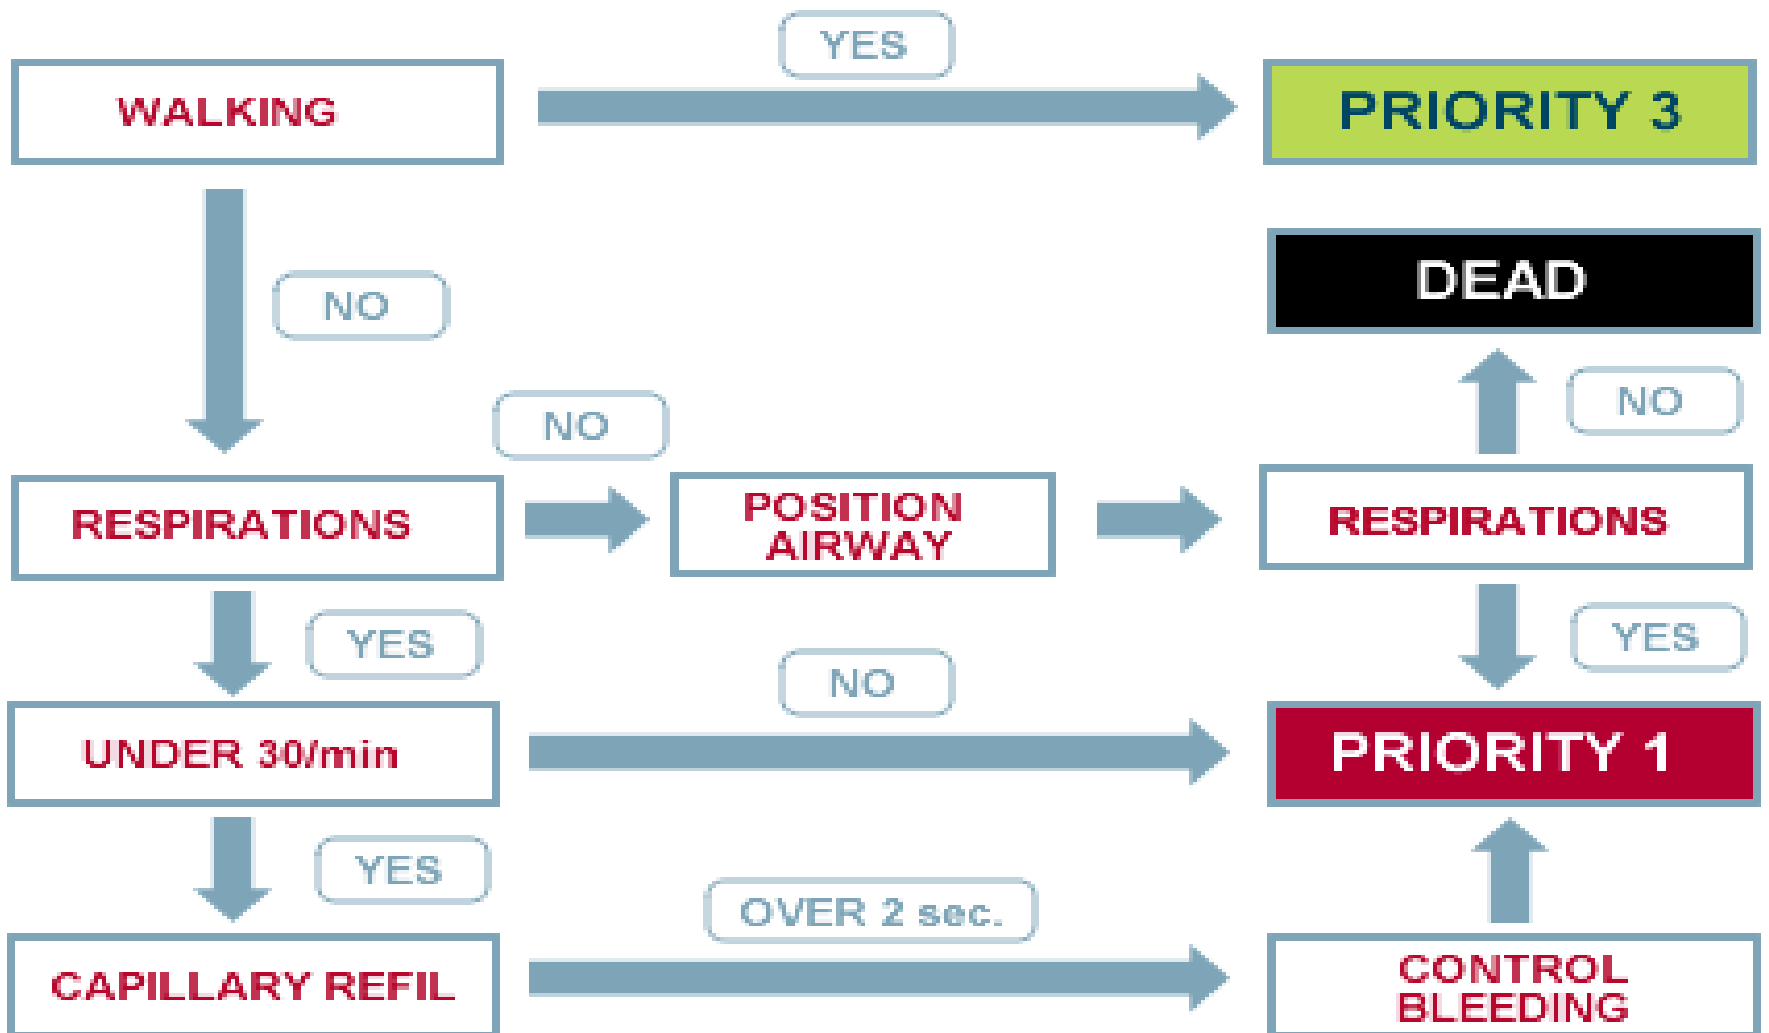 YES
WALKING
PRIORITY 3
DEAD
NO
NO
NO
RESPIRATIONS
POSITION
AIRWAY
RESPIRATIONS
YES
YES
NO
UNDER 30/min
PRIORITY 1
YES
OVER 2 sec.
CAPILLARY REFIL
CONTROL
BLEEDING